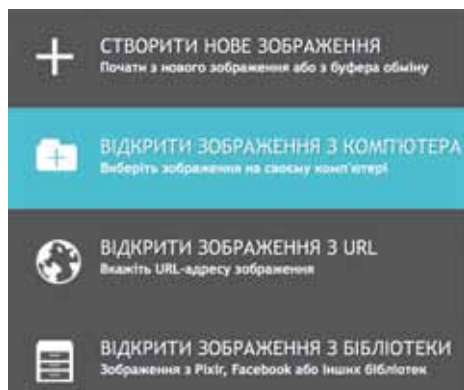 СТВОРИТИ НОВЕ ЗОБРАЖЕННЯ
Почати з нового зображення або з буфера обміну
ВІДКРИТИ ЗОБРАЖЕННЯ З КОМП'ЮТЕРА
Виберіть зображення на своєму комп'ютері
ВІДКРИТИ ЗОБРАЖЕННЯ З URL
Вкажіть URL-адресу зображення
ВІДКРИТИ ЗОБРАЖЕННЯ З БІБЛІОТЕКИ
Зображення з Pixlr, Facebook або інших бібліотек